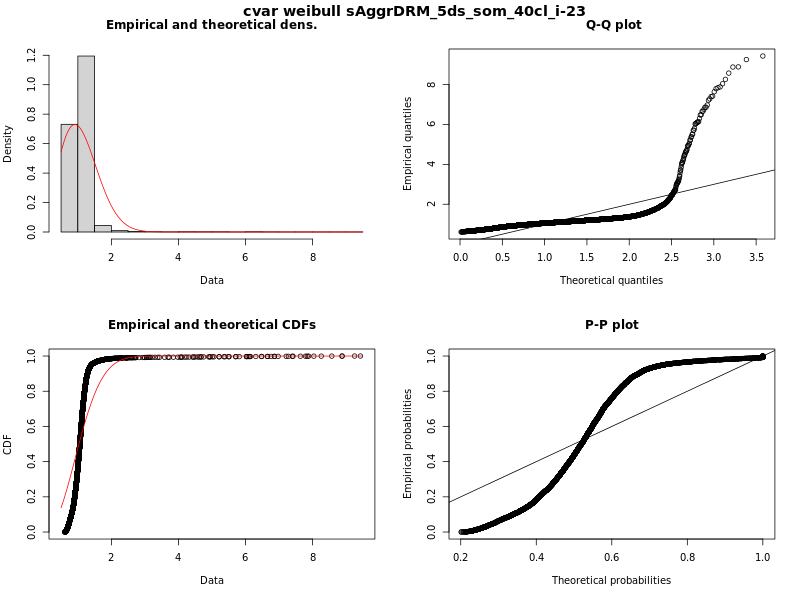 cvar weibull sAggrDRM_5ds_som_40cl_i-23
Empirical and theoretical dens.
Density
0.0 0.2 0.4 0.6 0.8 1.0 1.2
2 4 6 8
Data
Q-Q plot
Empirical quantiles
2 4 6 8
0.0 0.5 1.0 1.5 2.0 2.5 3.0 3.5
Theoretical quantiles
Empirical and theoretical CDFs
CDF
0.0 0.2 0.4 0.6 0.8 1.0
2 4 6 8
Data
P-P plot
Empirical probabilities
0.0 0.2 0.4 0.6 0.8 1.0
0.2 0.4 0.6 0.8 1.0
Theoretical probabilities